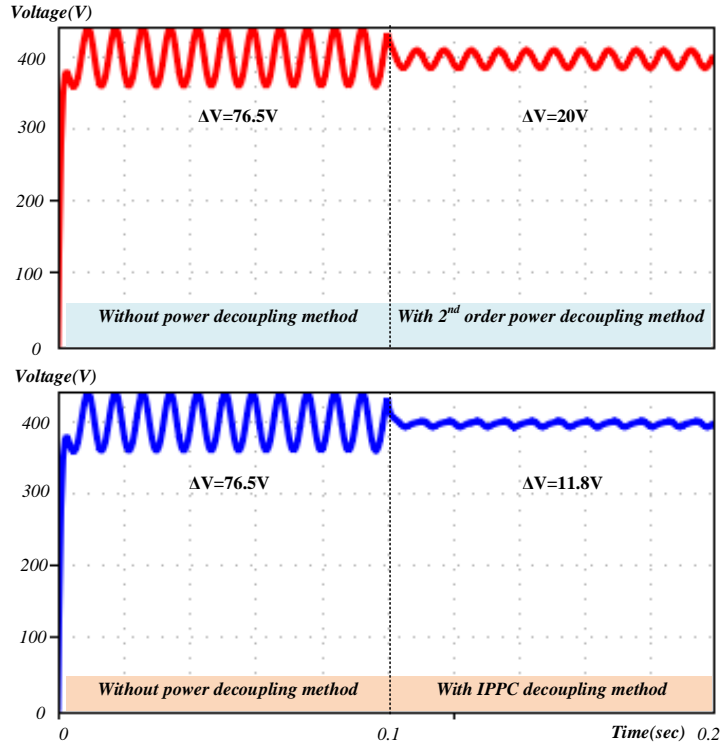 Voltage(V)
400
ΔV=76.5V ΔV=20V
300
200
100
Without power decoupling method With 2nd order power decoupling method
0
Voltage(V)
400
ΔV=76.5V ΔV=11.8V
300
200
100
Without power decoupling method With IPPC decoupling method
0
0 0.1 Time(sec) 0.2